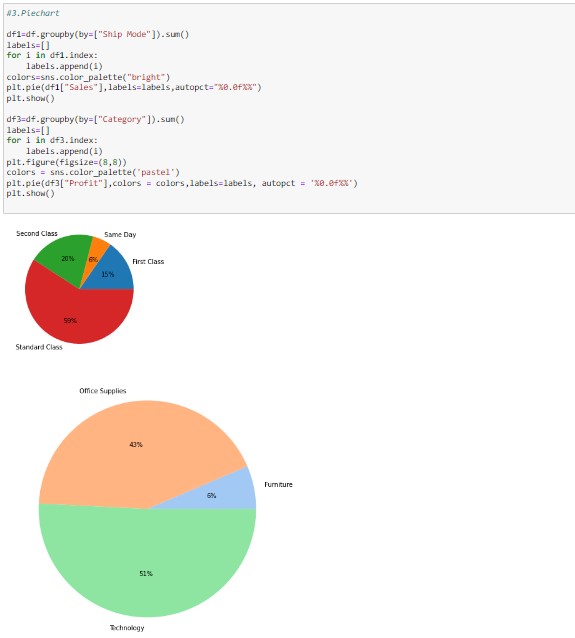 #3.Piechart
df1=df.groupby(by=["Ship Mode"]).sum()
labels=[]
for i in df1.index:
    labels.append(i)
colors=sns.color_palette("bright")
plt.pie(df1["Sales"],labels=labels,autopct="%0.0f%%")
plt.show()
df3=df.groupby(by=["Category"]).sum()
labels=[]
for i in df3.index:
    labels.append(i)
plt.figure(figsize=(8,8))
colors = sns.color_palette('pastel')
plt.pie(df3["Profit"],colors = colors,labels=labels, autopct = '%0.0f%%')
plt.show()
Second Class
Same Day
20%
6%
First Class
15%
59%
Standard Class
Office Supplies
43%
Furniture
6%
51%
Technology